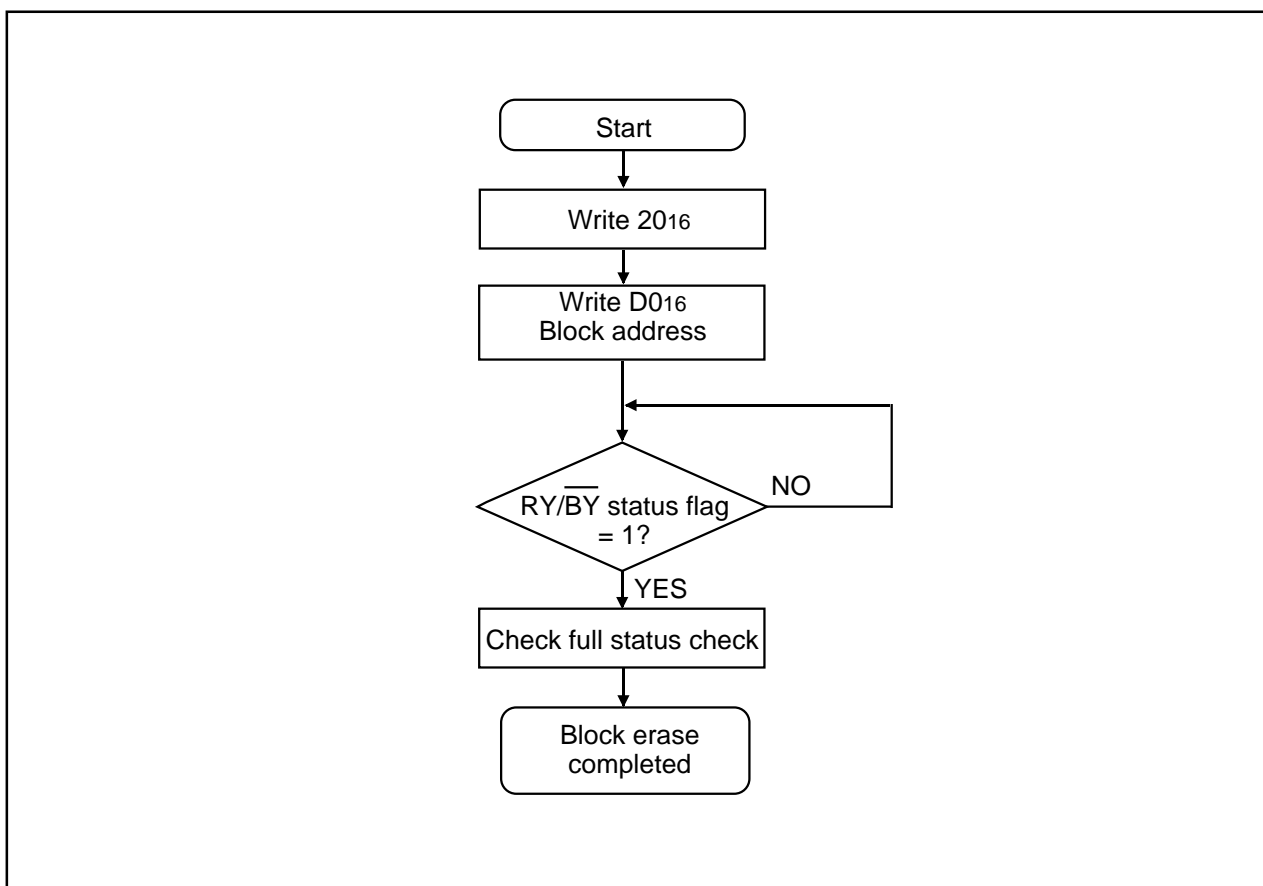 Start
Write 2016
Write D016
Block address
RY/B̅Y̅ status flag
= 1?
NO
YES
Check full status check
Block erase
completed